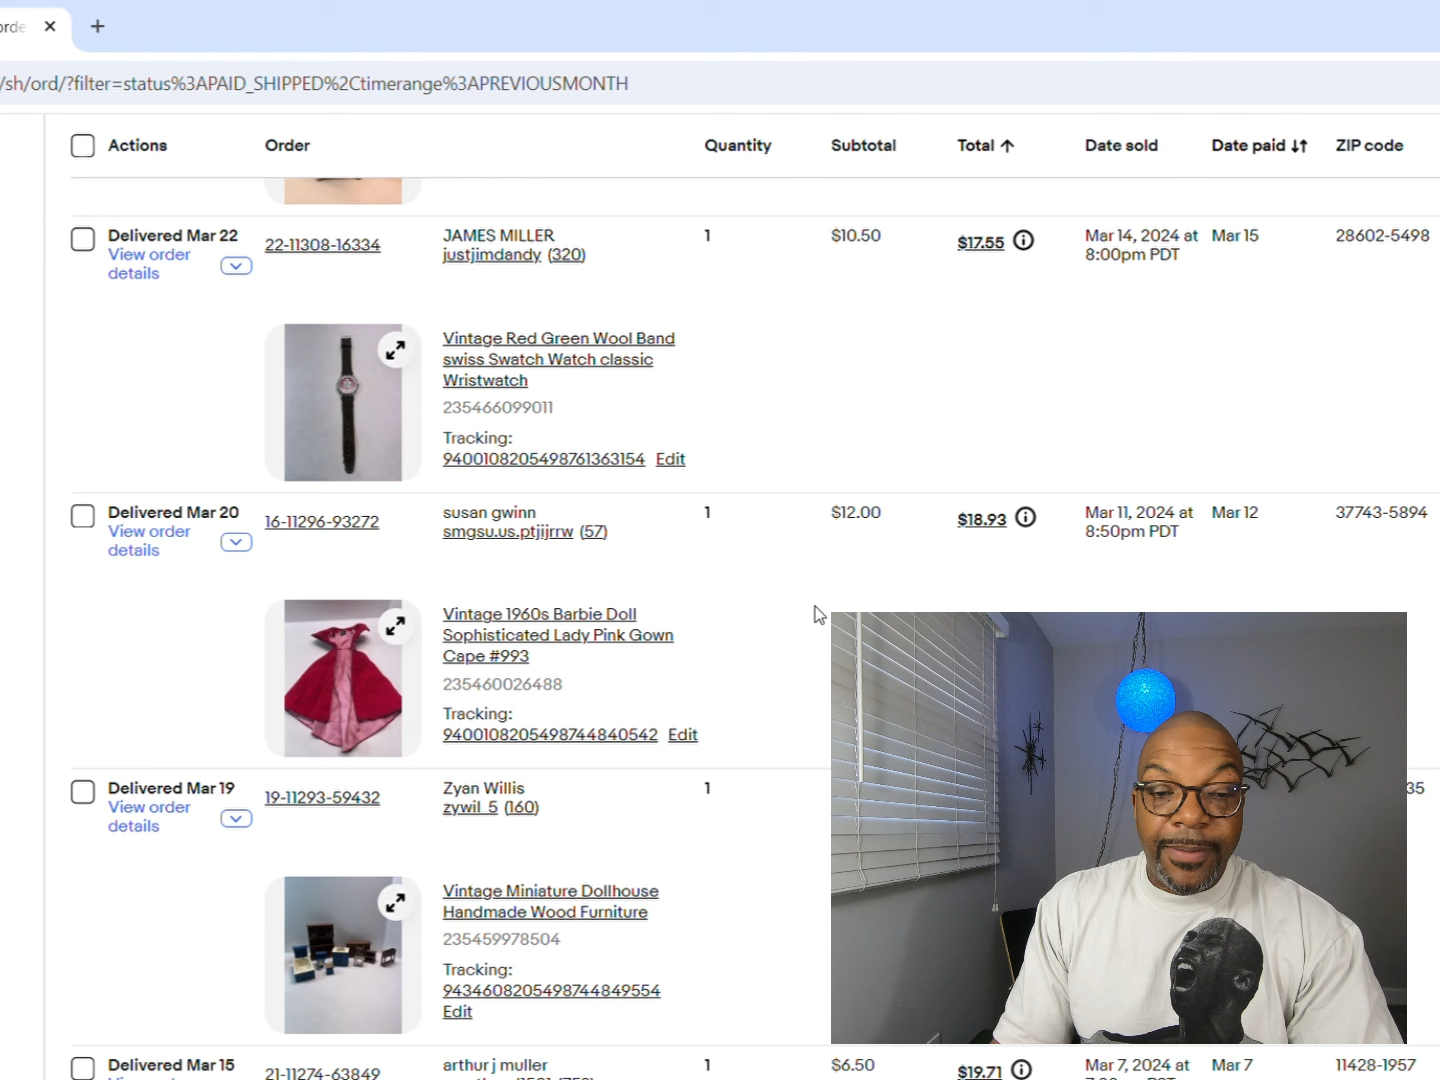 orde
/sh/ord/?filter=status%3APAID_SHIPPED%2Ctimerange%3APREVIOUSMONTH
Actions Order Quantity Subtotal Total Date sold Date paid ZIP code
Delivered Mar 22
View order
details
22-11308-16334
JAMES MILLER
justjimdandy (320)
1
$10.50
$17.55
Mar 14, 2024 at
8:00pm PDT
Mar 15
28602-5498
Vintage Red Green Wool Band
swiss Swatch Watch classic
Wristwatch
235466099011
Tracking:
9400108205498761363154 Edit
Delivered Mar 20
View order
details
16-11296-93272
susan gwinn
smgsu.us.ptjijrrw (57)
1
$12.00
$18.93
Mar 11, 2024 at
8:50pm PDT
Mar 12
37743-5894
Vintage 1960s Barbie Doll
Sophisticated Lady Pink Gown
Cape #993
235460026488
Tracking:
9400108205498744840542 Edit
Delivered Mar 19
View order
details
19-11293-59432
Zyan Willis
zywil_5 (160)
1
35
Vintage Miniature Dollhouse
Handmade Wood Furniture
235459978504
Tracking:
9434608205498744849554
Edit
Delivered Mar 15
21-11274-63849
arthur j muller
1
$6.50
$19.71
Mar 7, 2024 at
Mar 7
11428-1957